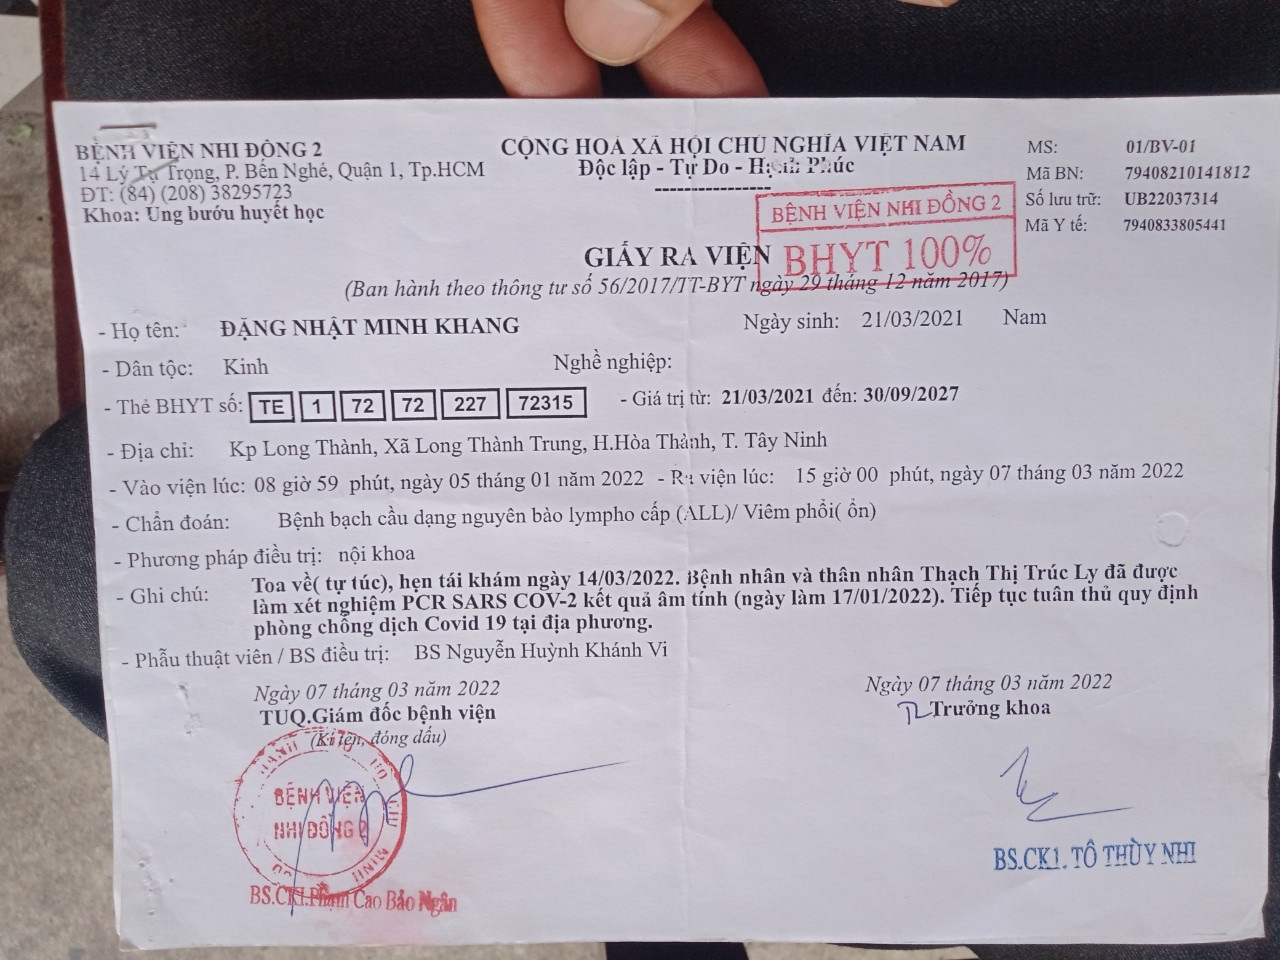 BỆNH VIỆN NHI ĐỒNG 2
14 Lý Tự Trọng, P. Bến Nghé, Quận 1, Tp.HCM
ĐT: (84) (208) 38295723
Khoa: Ung bướu huyết học
CỘNG HOÀ XÃ HỘI CHỦ NGHĨA VIỆT NAM
Độc lập - Tự Do - Hạnh Phúc
MS: 01/BV-01
Mã BN: 79408210141812
Số lưu trữ: UB22037314
Mã Y tế: 7940833805441
BỆNH VIỆN NHI ĐỒNG 2
BHYT 100%
GIẤY RA VIỆN
(Ban hành theo thông tư số 56/2017/TT-BYT ngày 29 tháng 12 năm 2017)
- Họ tên: ĐẶNG NHẬT MINH KHANG Ngày sinh: 21/03/2021 Nam
- Dân tộc: Kinh Nghề nghiệp:
- Thẻ BHYT số: TE 1 72 72 227 72315 - Giá trị từ: 21/03/2021 đến: 30/09/2027
- Địa chỉ: Kp Long Thành, Xã Long Thành Trung, H.Hòa Thành, T. Tây Ninh
- Vào viện lúc: 08 giờ 59 phút, ngày 05 tháng 01 năm 2022 - Ra viện lúc: 15 giờ 00 phút, ngày 07 tháng 03 năm 2022
- Chẩn đoán: Bệnh bạch cầu dạng nguyên bào lympho cấp (ALL)/ Viêm phổi( ổn)
- Phương pháp điều trị: nội khoa
- Ghi chú: Toa về( tự túc), hẹn tái khám ngày 14/03/2022. Bệnh nhân và thân nhân Thạch Thị Trúc Ly đã được
làm xét nghiệm PCR SARS COV-2 kết quả âm tính (ngày làm 17/01/2022). Tiếp tục tuân thủ quy định
phòng chống dịch Covid 19 tại địa phương.
- Phẫu thuật viên / BS điều trị: BS Nguyễn Huỳnh Khánh Vi
Ngày 07 tháng 03 năm 2022
TUQ.Giám đốc bệnh viện
(Kí tên, đóng dấu)
BỆNH VIỆN
NHI ĐỒNG 2
BS.CKI.Phạm Cao Bảo Ngân
Ngày 07 tháng 03 năm 2022
TL Trưởng khoa
BS.CK1. TÔ THÙY NHI